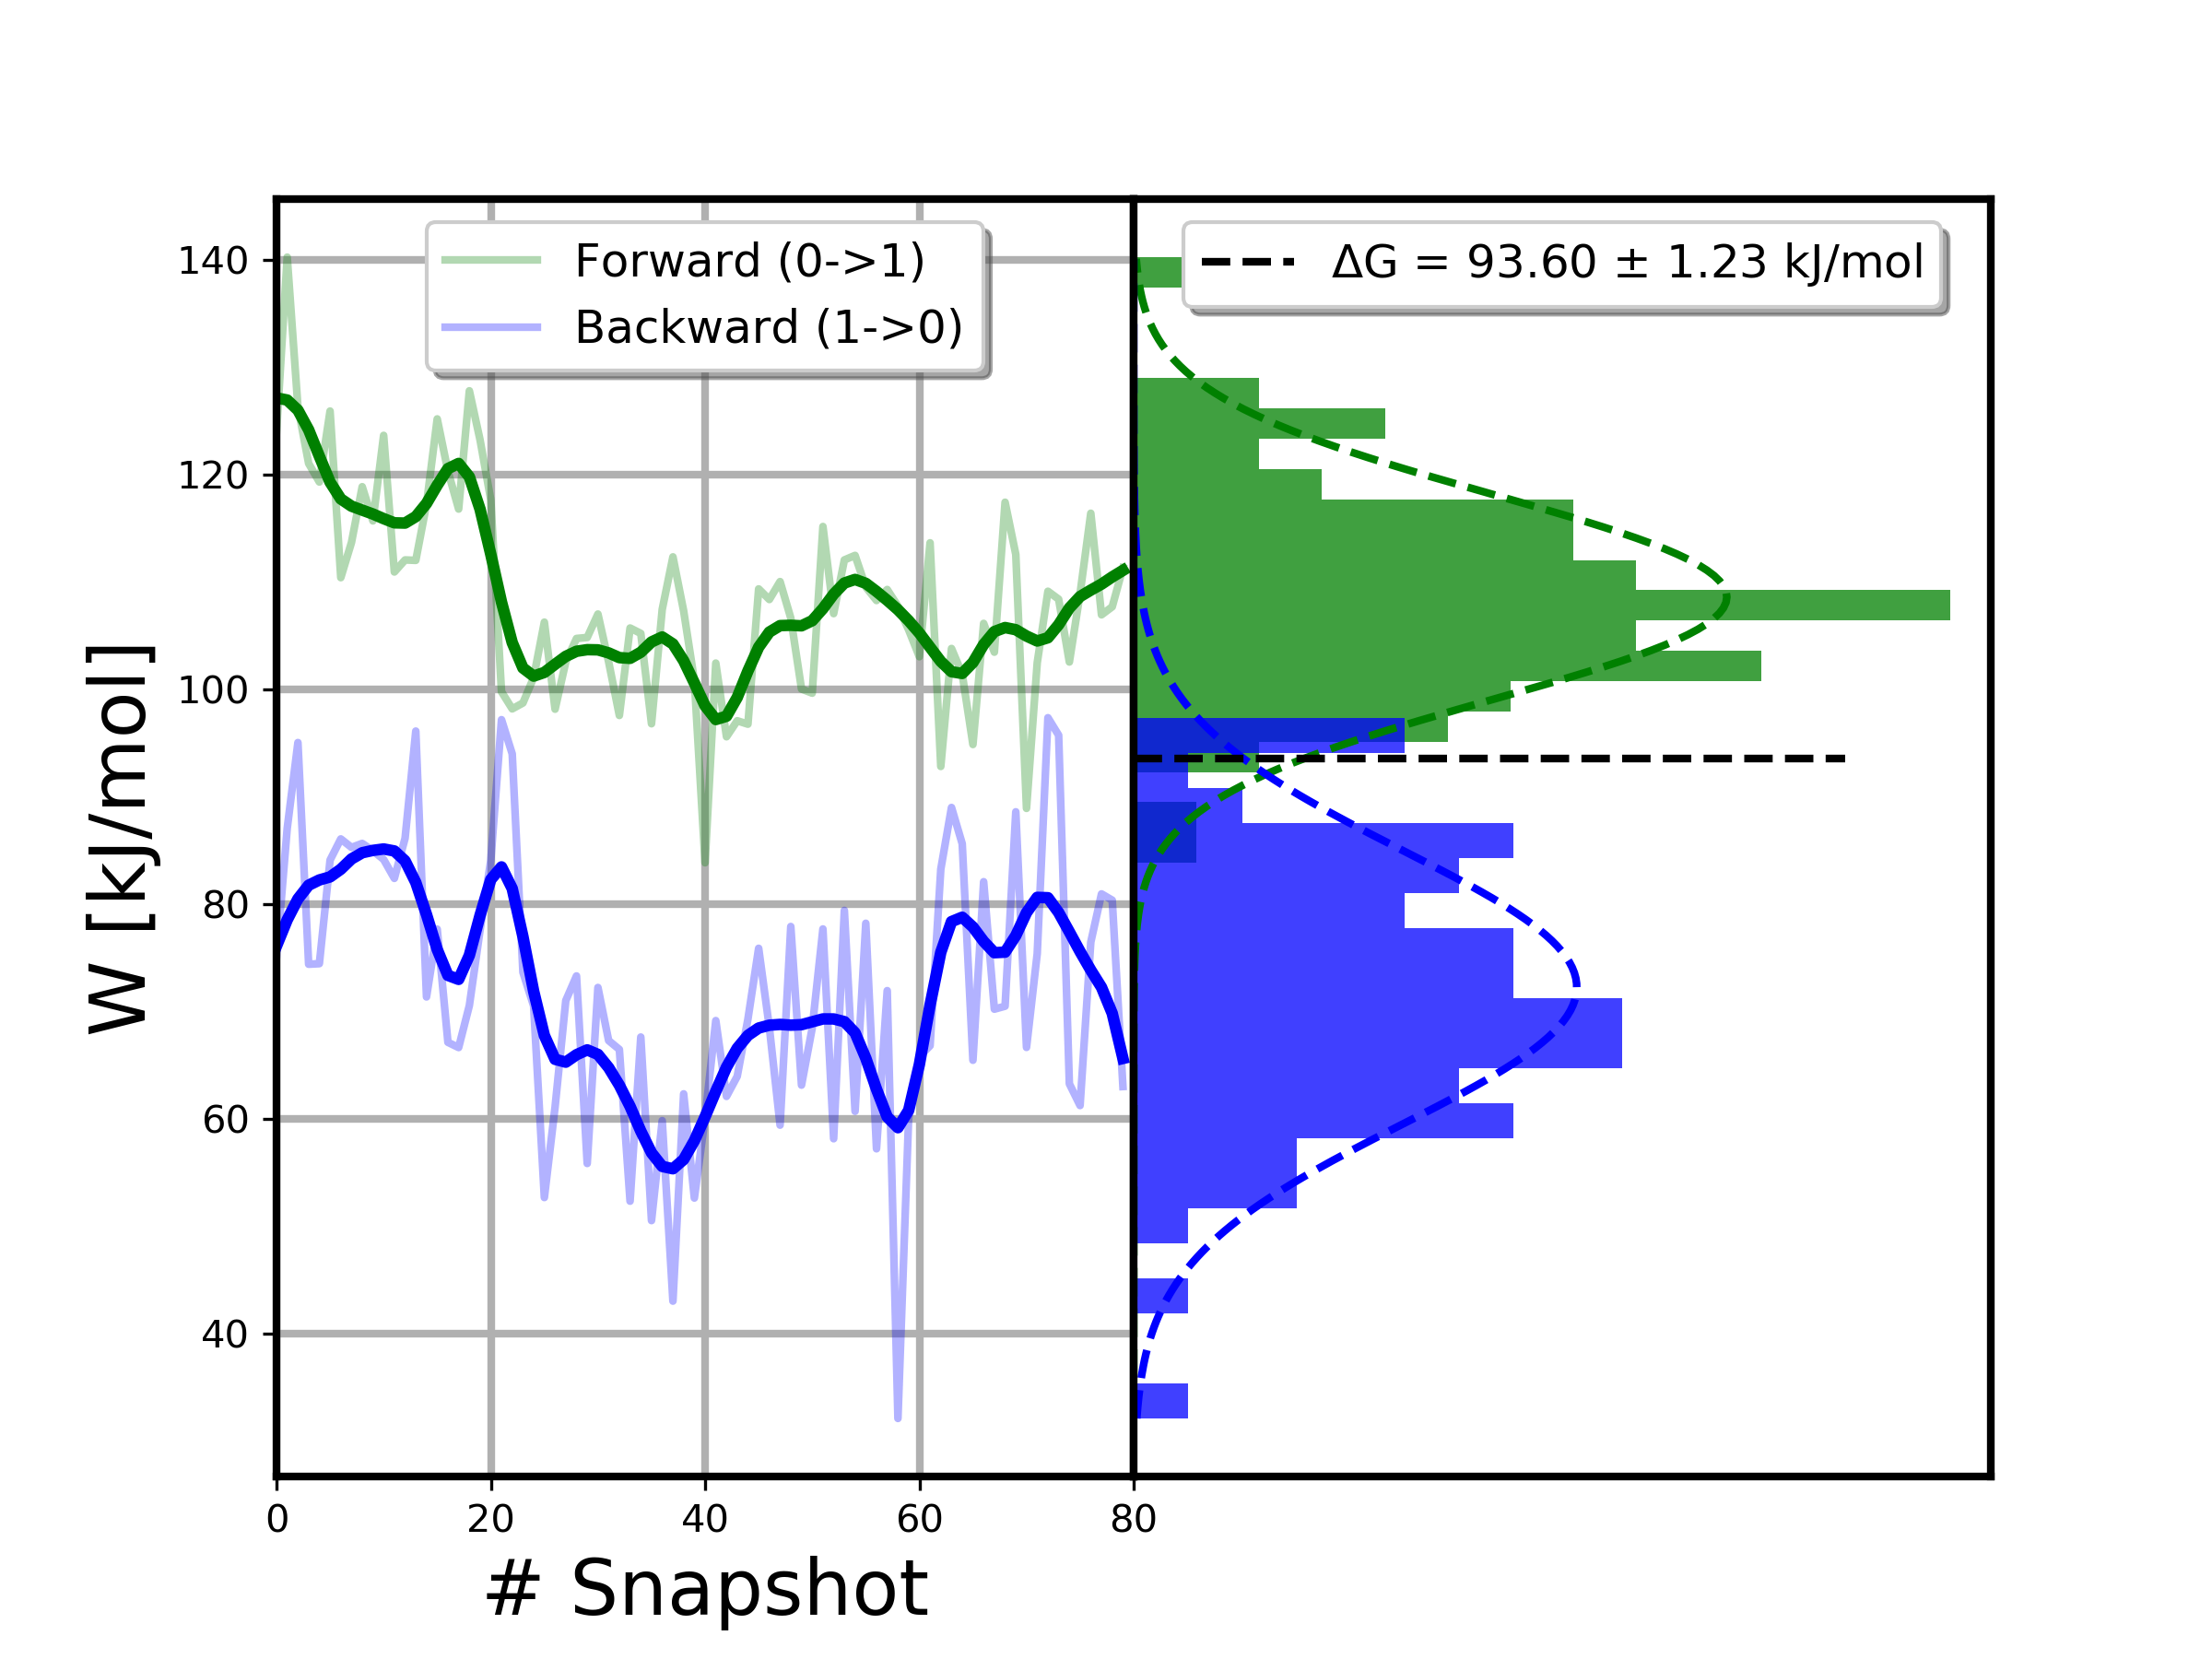 Forward (0->1)
Backward (1->0)
ΔG = 93.60 ± 1.23 kJ/mol
140
120
100
80
60
40
W [kJ/mol]
0 20 40 60 80
# Snapshot